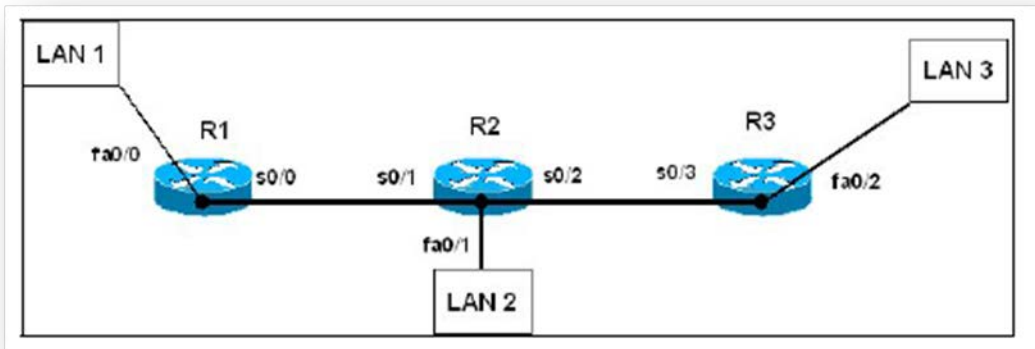 LAN 1
LAN 3
R1
R2
R3
fa0/0
s0/0
s0/1
s0/2
s0/3
fa0/2
fa0/1
LAN 2